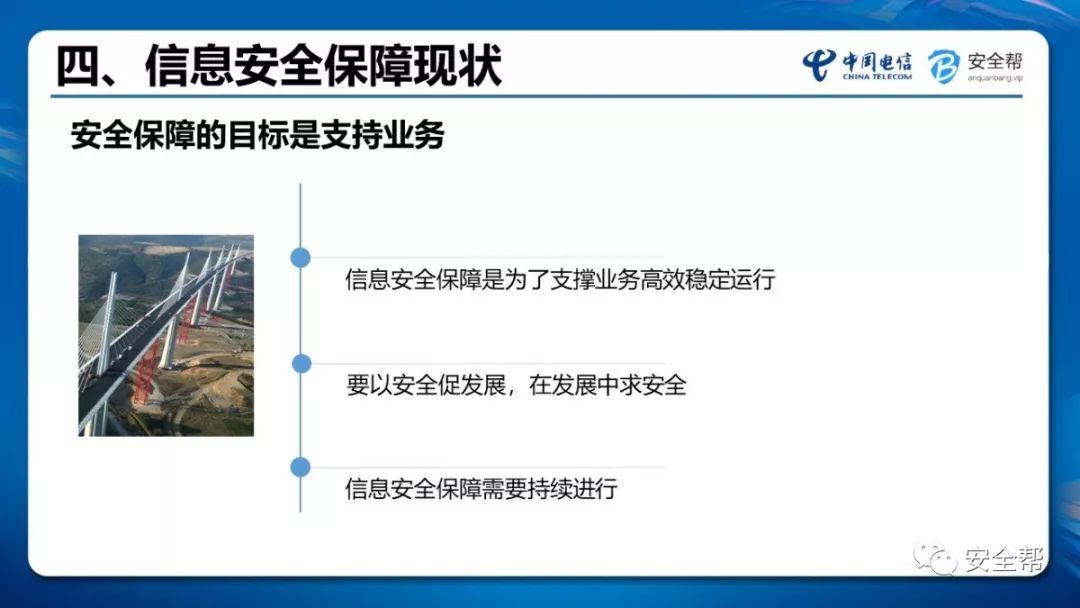 四、信息安全保障现状
中国电信
CHINA TELECOM
安全帮
anquanbang.vip
安全保障的目标是支持业务
信息安全保障是为了支撑业务高效稳定运行
要以安全促发展，在发展中求安全
信息安全保障需要持续进行
安全帮